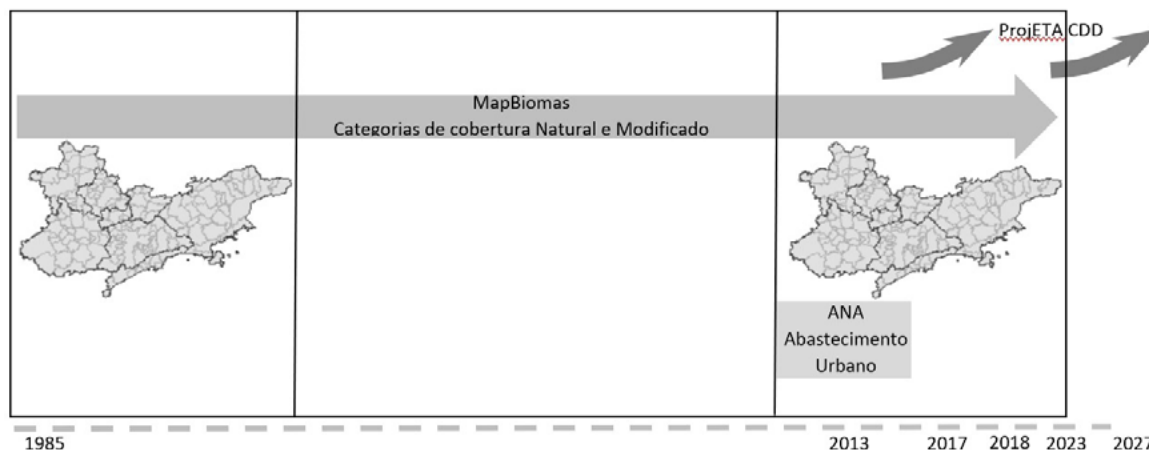 ProjETA CDD
MapBiomas
Categorias de cobertura Natural e Modificado
ANA
Abastecimento
Urbano
1985 2013 2017 2018 2023 2027